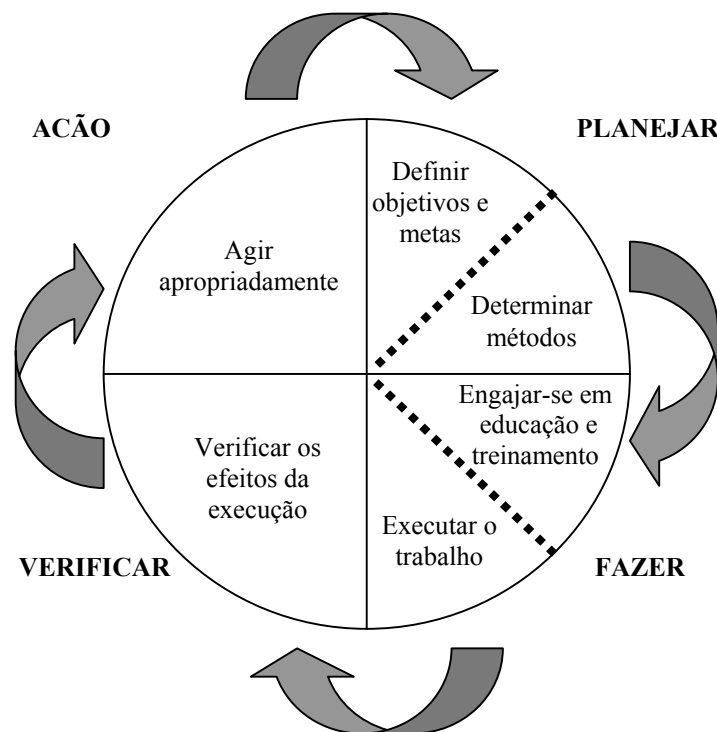 ACÃO
PLANEJAR
Definir
objetivos e
metas
Agir
apropriadamente
Determinar
métodos
Engajar-se em
educação e
treinamento
Verificar os
efeitos da
execução
Executar o
trabalho
VERIFICAR
FAZER